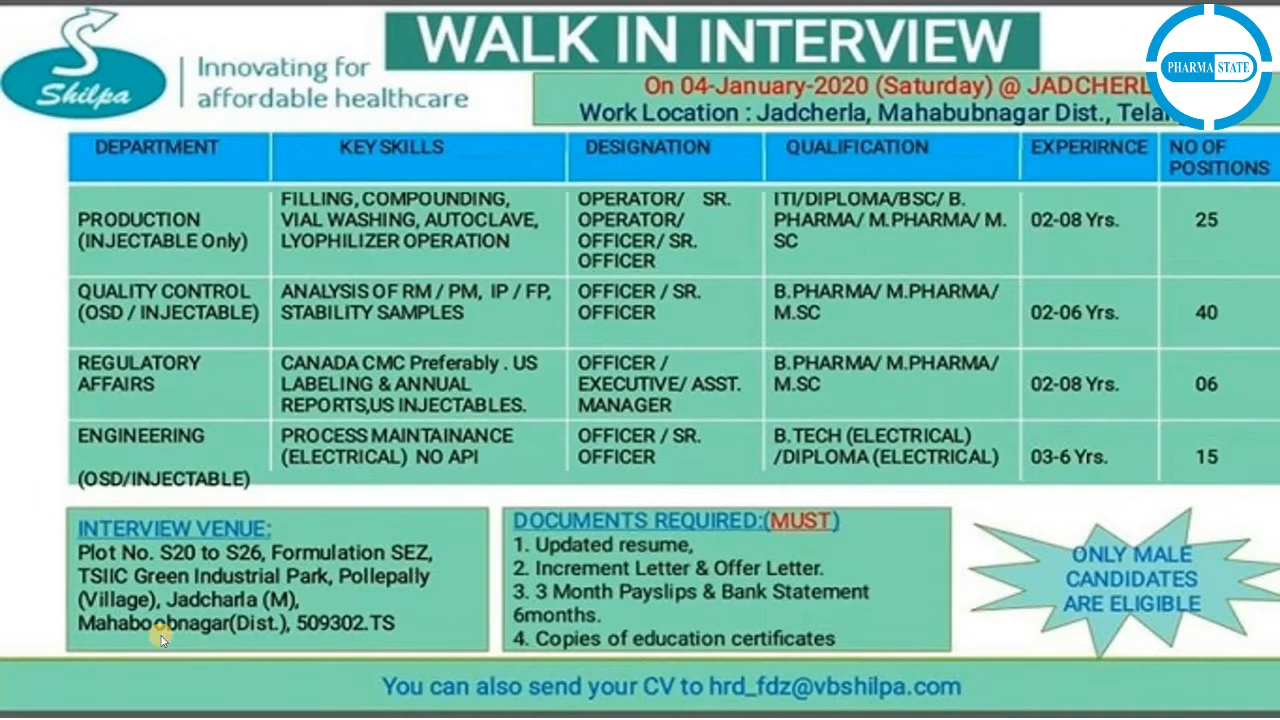 WALK IN INTERVIEW
Shilpa
Innovating for
affordable healthcare
PHARMA STATE
On 04-January-2020 (Saturday) @ JADCHERL
Work Location : Jadcherla, Mahabubnagar Dist., Telan
DEPARTMENT KEY SKILLS DESIGNATION QUALIFICATION EXPERIRNCE NO OF
POSITIONS
PRODUCTION
(INJECTABLE Only)
FILLING, COMPOUNDING,
VIAL WASHING, AUTOCLAVE,
LYOPHILIZER OPERATION
OPERATOR/ SR.
OPERATOR/
OFFICER/ SR.
OFFICER
ITI/DIPLOMA/BSC/ B.
PHARMA/ M.PHARMA/ M.
SC
02-08 Yrs.
25
QUALITY CONTROL
(OSD / INJECTABLE)
ANALYSIS OF RM / PM, IP / FP,
STABILITY SAMPLES
OFFICER / SR.
OFFICER
B.PHARMA/ M.PHARMA/
M.SC
02-06 Yrs.
40
REGULATORY
AFFAIRS
CANADA CMC Preferably . US
LABELING & ANNUAL
REPORTS,US INJECTABLES.
OFFICER /
EXECUTIVE/ ASST.
MANAGER
B.PHARMA/ M.PHARMA/
M.SC
02-08 Yrs.
06
ENGINEERING
(OSD/INJECTABLE)
PROCESS MAINTAINANCE
(ELECTRICAL) NO API
OFFICER / SR.
OFFICER
B.TECH (ELECTRICAL)
/DIPLOMA (ELECTRICAL)
03-6 Yrs.
15
INTERVIEW VENUE:
Plot No. S20 to S26, Formulation SEZ,
TSIIC Green Industrial Park, Pollepally
(Village), Jadcharla (M),
Mahaboobnagar(Dist.), 509302.TS
DOCUMENTS REQUIRED:(MUST)
1. Updated resume,
2. Increment Letter & Offer Letter.
3. 3 Month Payslips & Bank Statement
6months.
4. Copies of education certificates
ONLY MALE
CANDIDATES
ARE ELIGIBLE
You can also send your CV to hrd_fdz@vbshilpa.com